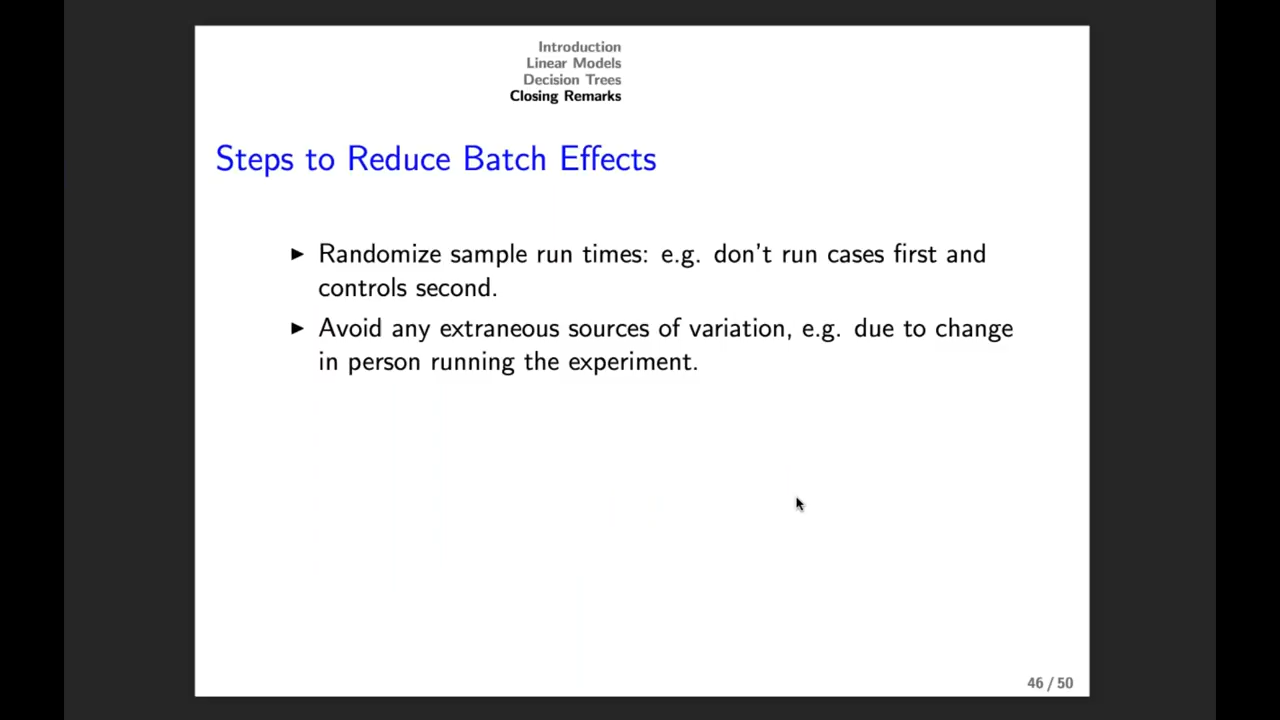 Introduction
Linear Models
Decision Trees
Closing Remarks
Steps to Reduce Batch Effects
▶ Randomize sample run times: e.g. don't run cases first and
controls second.
▶ Avoid any extraneous sources of variation, e.g. due to change
in person running the experiment.
46 / 50